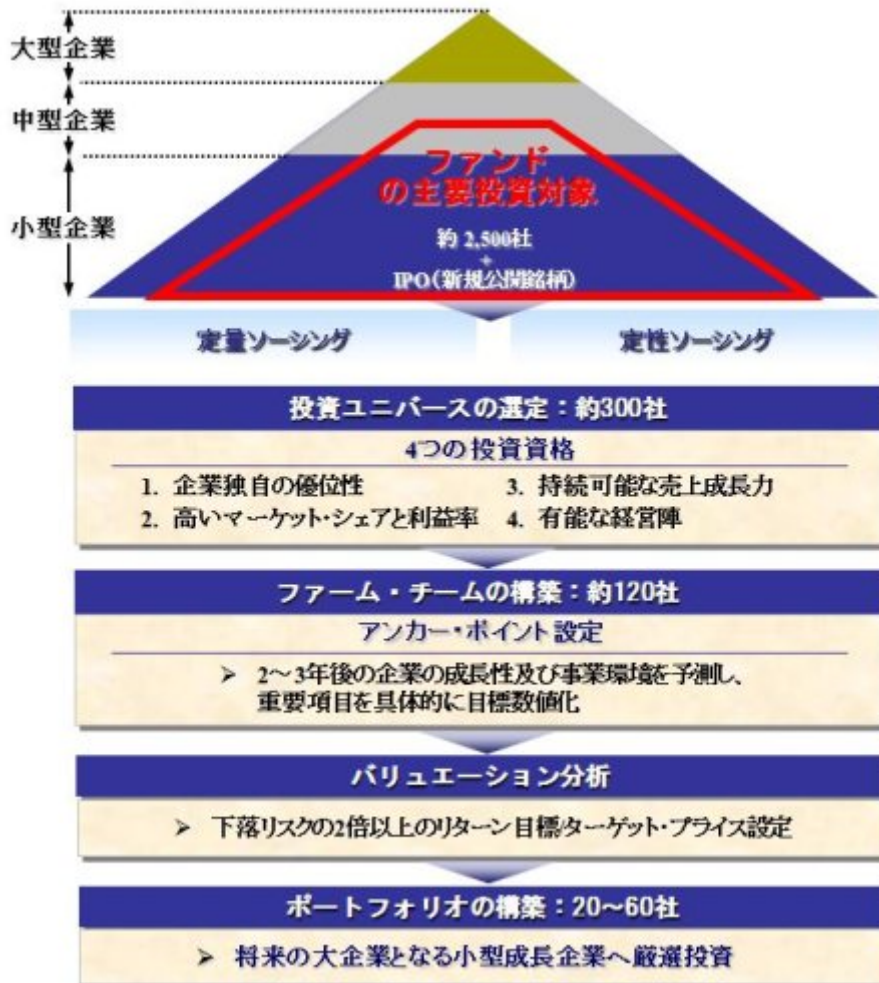 大型企業
中型企業
小型企業
ファンド
の主要投資対象
約 2,500社
+
IPO(新規公開銘柄)
定量ソーシング
定性ソーシング
投資ユニバースの選定：約300社
4つの投資資格
1. 企業独自の優位性
2. 高いマーケット・シェアと利益率
3. 持続可能な売上成長力
4. 有能な経営陣
ファーム・チームの構築：約120社
アンカー・ポイント設定
➢ 2～3年後の企業の成長性及び事業環境を予測し、
重要項目を具体的に目標数値化
バリュエーション分析
➢ 下落リスクの2倍以上のリターン目標/ターゲット・プライス設定
ポートフォリオの構築：20～60社
➢ 将来の大企業となる小型成長企業へ厳選投資